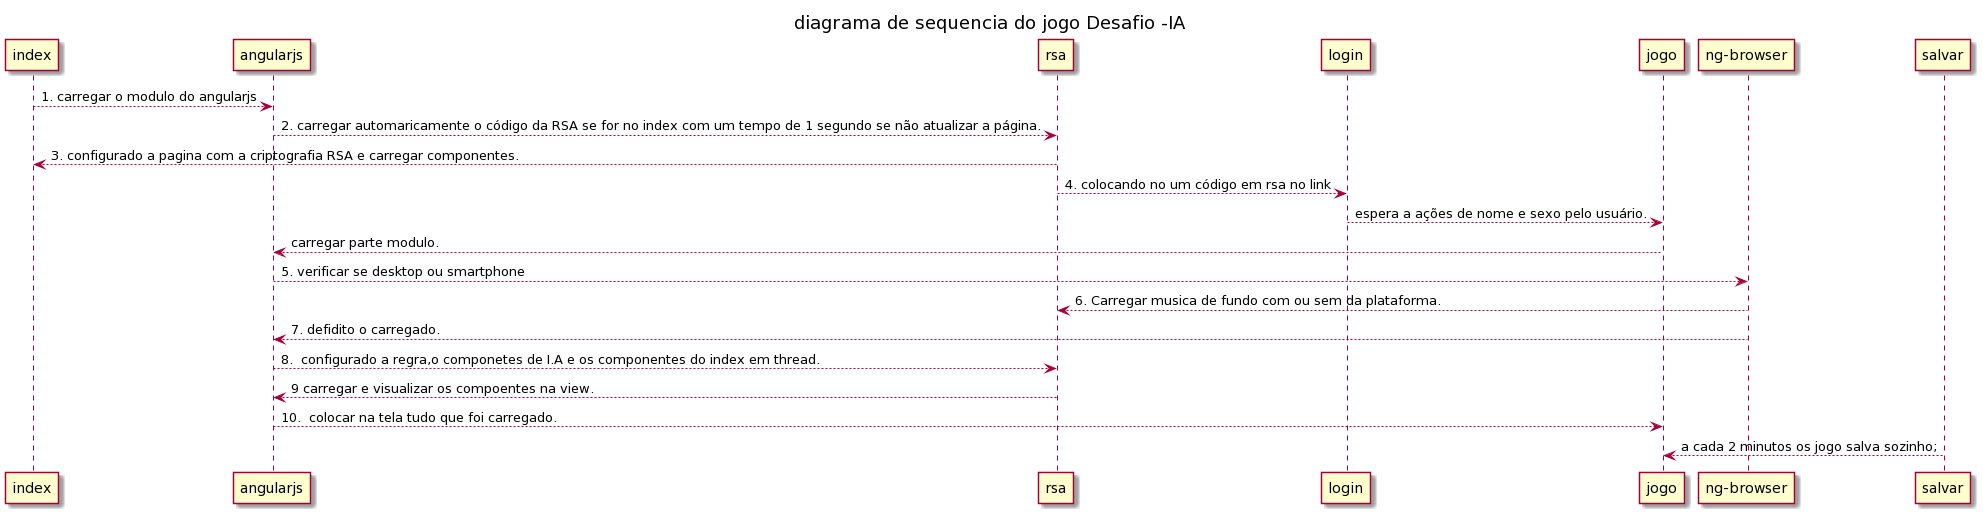 diagrama de sequencia do jogo Desafio -IA
index angularjs rsa login jogo ng-browser salvar
1. carregar o modulo do angularjs
2. carregar automaricamente o código da RSA se for no index com um tempo de 1 segundo se não atualizar a página.
3. configurado a pagina com a criptografia RSA e carregar componentes.
4. colocando no um código em rsa no link
espera a ações de nome e sexo pelo usuário.
carregar parte modulo.
5. verificar se desktop ou smartphone
6. Carregar musica de fundo com ou sem da plataforma.
7. defidito o carregado.
8.  configurado a regra,o componetes de I.A e os componentes do index em thread.
9 carregar e visualizar os compoentes na view.
10.  colocar na tela tudo que foi carregado.
a cada 2 minutos os jogo salva sozinho;
index angularjs rsa login jogo ng-browser salvar